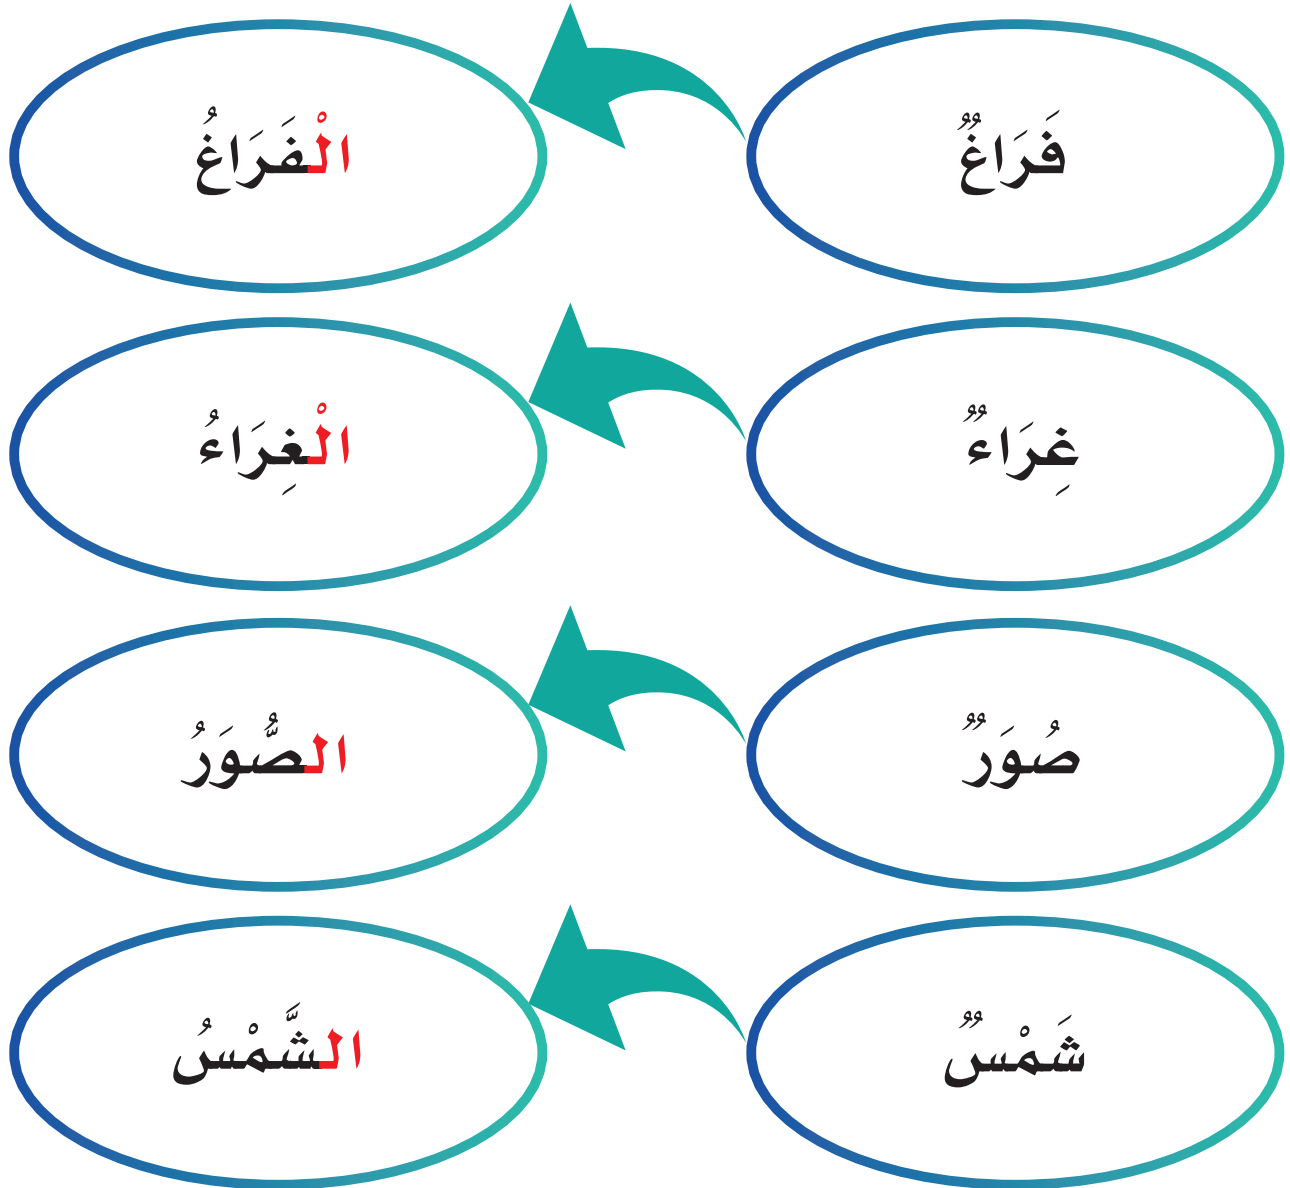 فَرَاغٌ الْفَرَاغُ
غِرَاءٌ الْغِرَاءُ
صُوَرٌ الصُّوَرُ
شَمْسٌ الشَّمْسُ